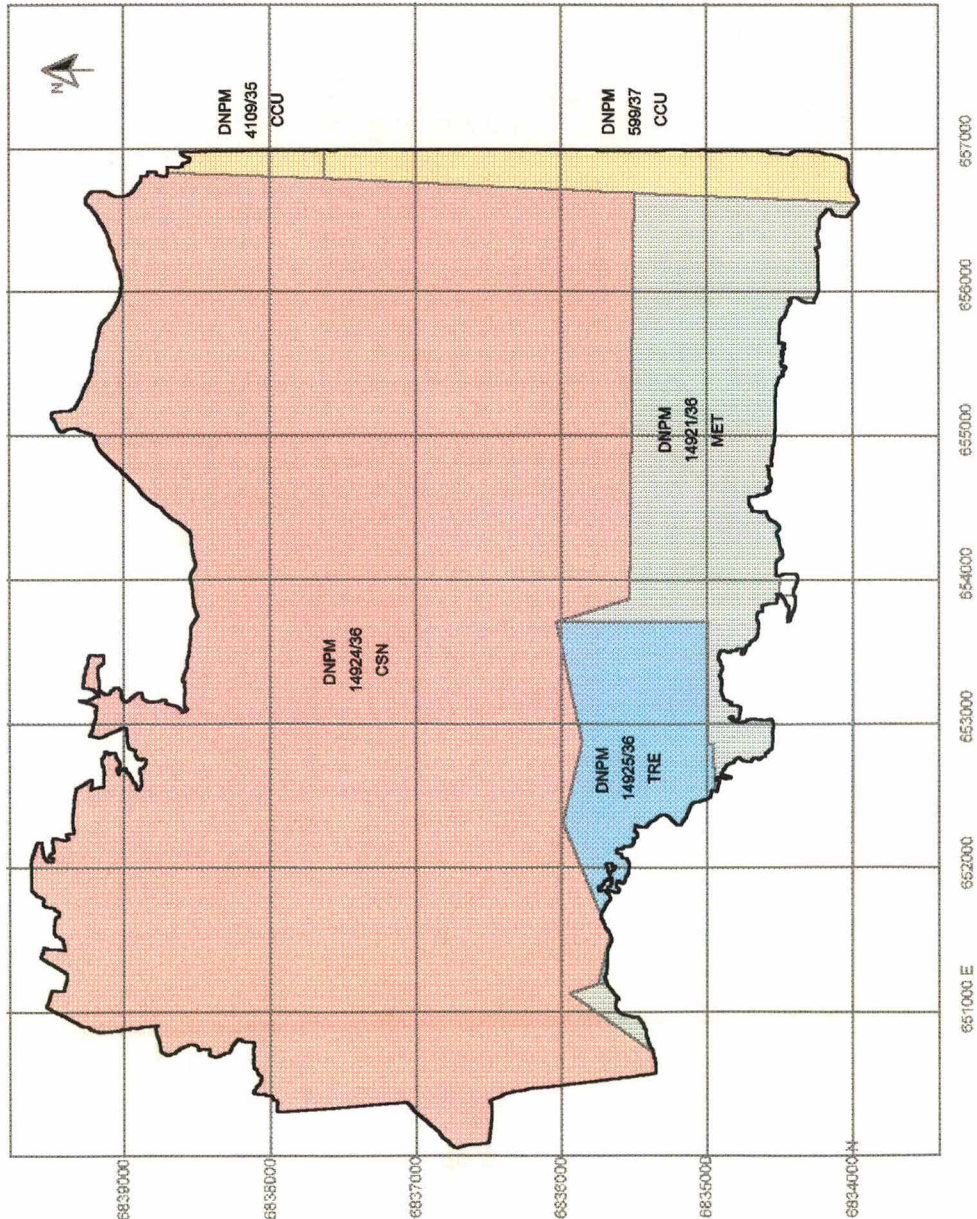 N
DNPM
4109/35
CCU
DNPM
599/37
CCU
DNPM
14924/36
CSN
DNPM
14921/36
MET
DNPM
14925/36
TRE
6839000
6838000
6837000
6836000
6835000
6834000 N
651000 E
652000
653000
654000
655000
656000
657000